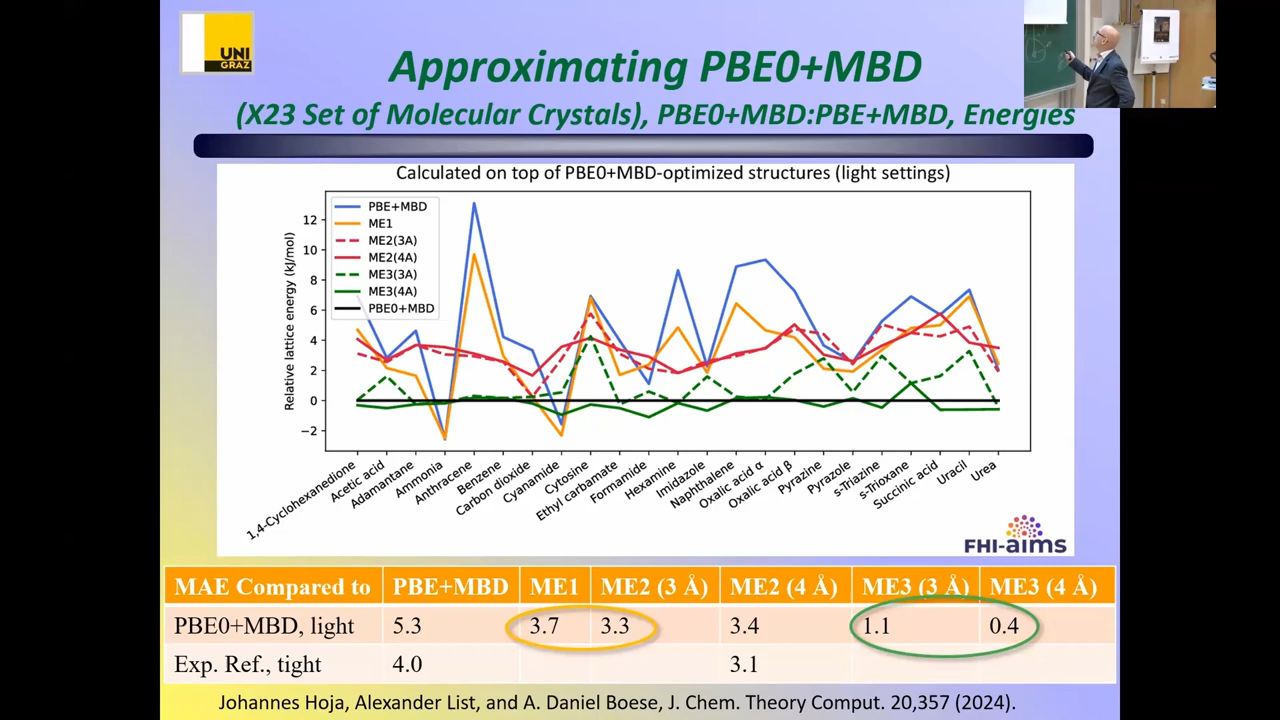 UNI
GRAZ
Approximating PBE0+MBD
(X23 Set of Molecular Crystals), PBE0+MBD:PBE+MBD, Energies
Calculated on top of PBE0+MBD-optimized structures (light settings)
Relative lattice energy (kJ/mol)
12
10
8
6
4
2
0
−2
PBE+MBD
ME1
ME2(3A)
ME2(4A)
ME3(3A)
ME3(4A)
PBE0+MBD
1,4-Cyclohexanedione
Acetic acid
Adamantane
Ammonia
Anthracene
Benzene
Carbon dioxide
Cyanamide
Cytosine
Ethyl carbamate
Formamide
Hexamine
Imidazole
Naphthalene
Oxalic acid α
Oxalic acid β
Pyrazine
Pyrazole
s-Triazine
s-Trioxane
Succinic acid
Uracil
Urea
FHI-aims
MAE Compared to PBE+MBD ME1 ME2 (3 Å) ME2 (4 Å) ME3 (3 Å) ME3 (4 Å)
PBE0+MBD, light 5.3 3.7 3.3 3.4 1.1 0.4
Exp. Ref., tight 4.0 3.1
Johannes Hoja, Alexander List, and A. Daniel Boese, J. Chem. Theory Comput. 20,357 (2024).